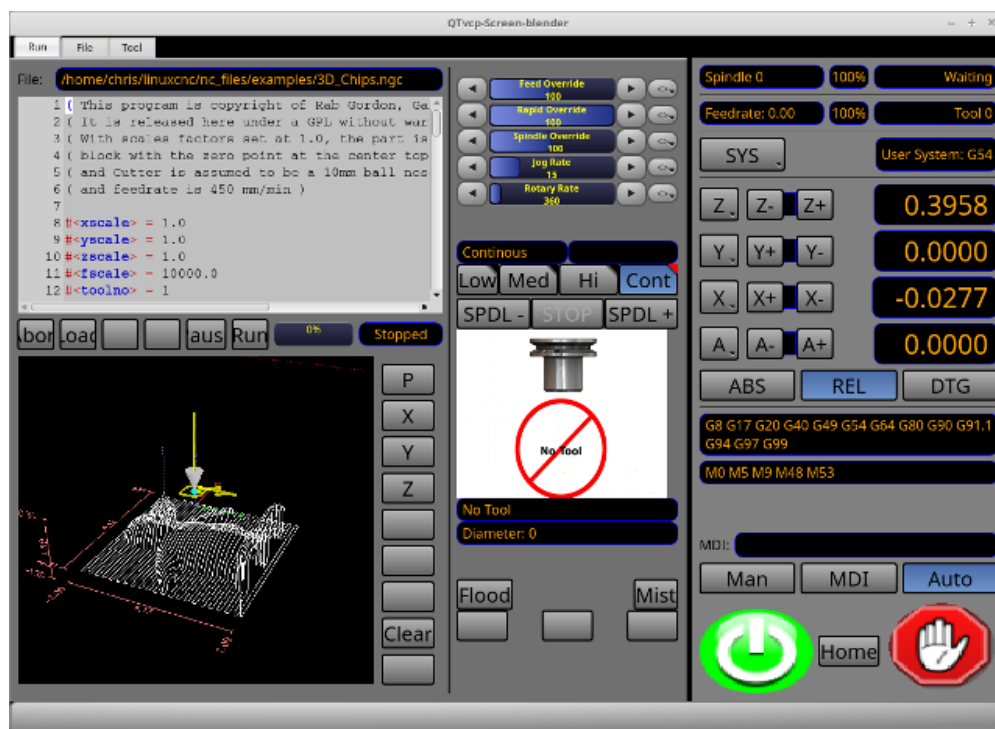 QTvcp-Screen-blender
Run File Tool
File: /home/chris/linuxcnc/nc_files/examples/3D_Chips.ngc
1 ( This program is copyright of Rab Gordon, Ga
2 ( It is released here under a GPL without war
3 ( With scales factors set at 1.0, the part is
4 ( block with the zero point at the center top
5 ( and Cutter is assumed to be a 10mm ball nos
6 ( and feedrate is 450 mm/min )
7
8 #<xscale> = 1.0
9 #<yscale> = 1.0
10 #<zscale> = 1.0
11 #<fscale> = 10000.0
12 #<toolno> = 1
bor Load aus Run 0% Stopped
P
X
Y
Z
Clear
Feed Override
100
Rapid Override
100
Spindle Override
100
Jog Rate
15
Rotary Rate
360
Continous
Low Med Hi Cont
SPDL - STOP SPDL +
No Tool
No Tool
Diameter: 0
Flood Mist
Spindle 0 100% Waiting
Feedrate: 0.00 100% Tool 0
SYS User System: G54
Z Z- Z+ 0.3958
Y Y+ Y- 0.0000
X X+ X- -0.0277
A A- A+ 0.0000
ABS REL DTG
G8 G17 G20 G40 G49 G54 G64 G80 G90 G91.1
G94 G97 G99
M0 M5 M9 M48 M53
MDI:
Man MDI Auto
Home